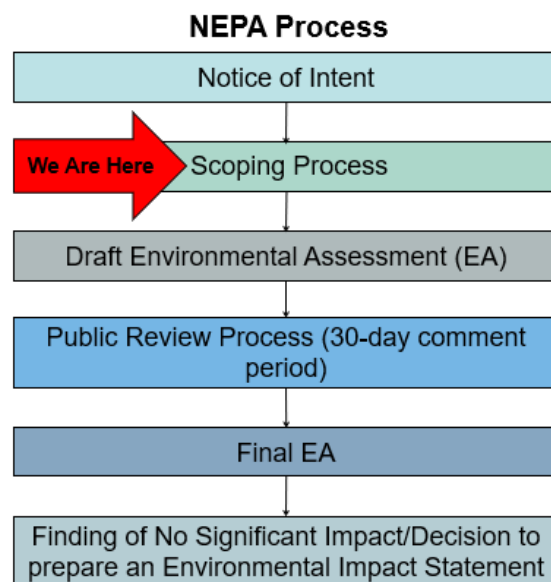 NEPA Process
Notice of Intent
We Are Here
Scoping Process
Draft Environmental Assessment (EA)
Public Review Process (30-day comment
period)
Final EA
Finding of No Significant Impact/Decision to
prepare an Environmental Impact Statement